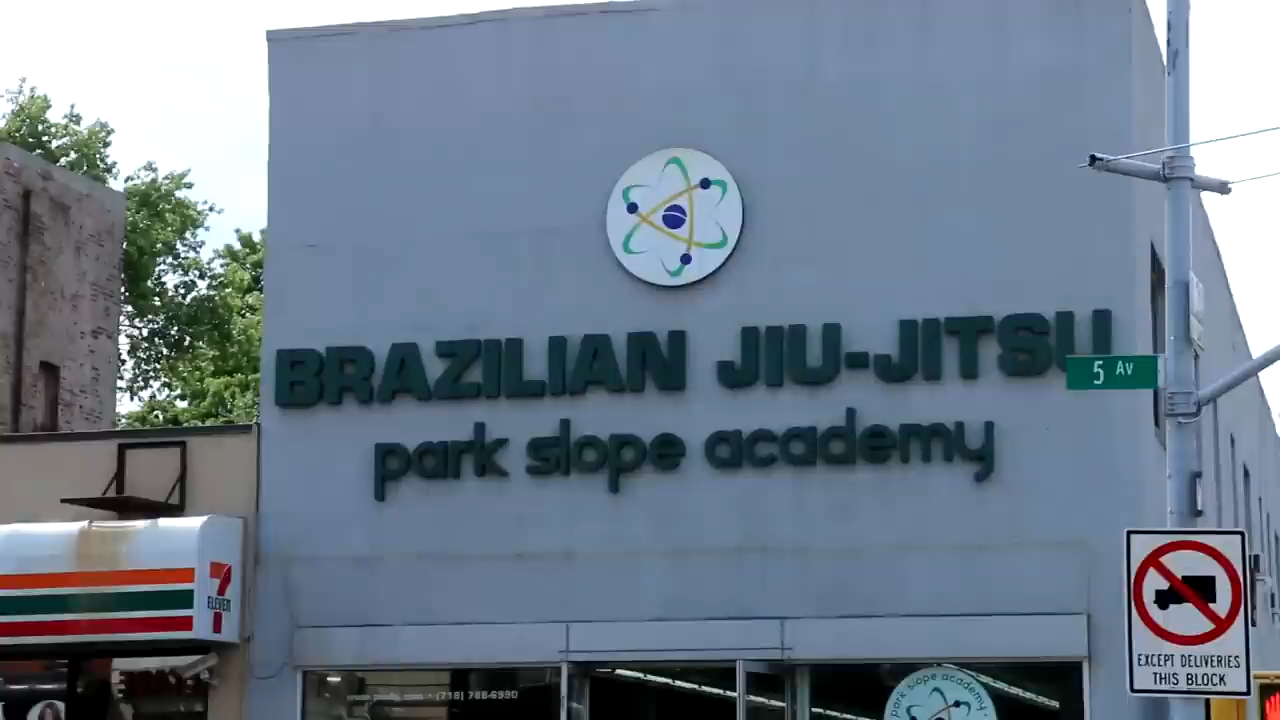 BRAZILIAN JIU-JITSU
park slope academy
5 Av
7
ELEVEN
EXCEPT DELIVERIES
THIS BLOCK
(718) 788-6990
park slope academy